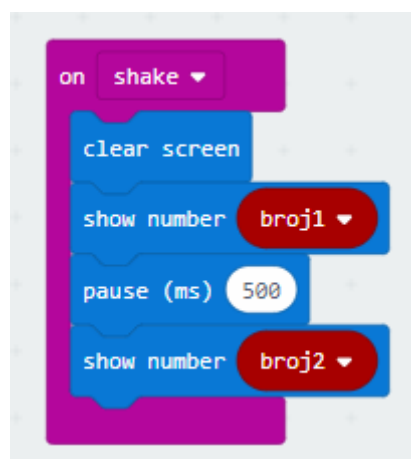 on shake
clear screen
show number broj1
pause (ms) 500
show number broj2